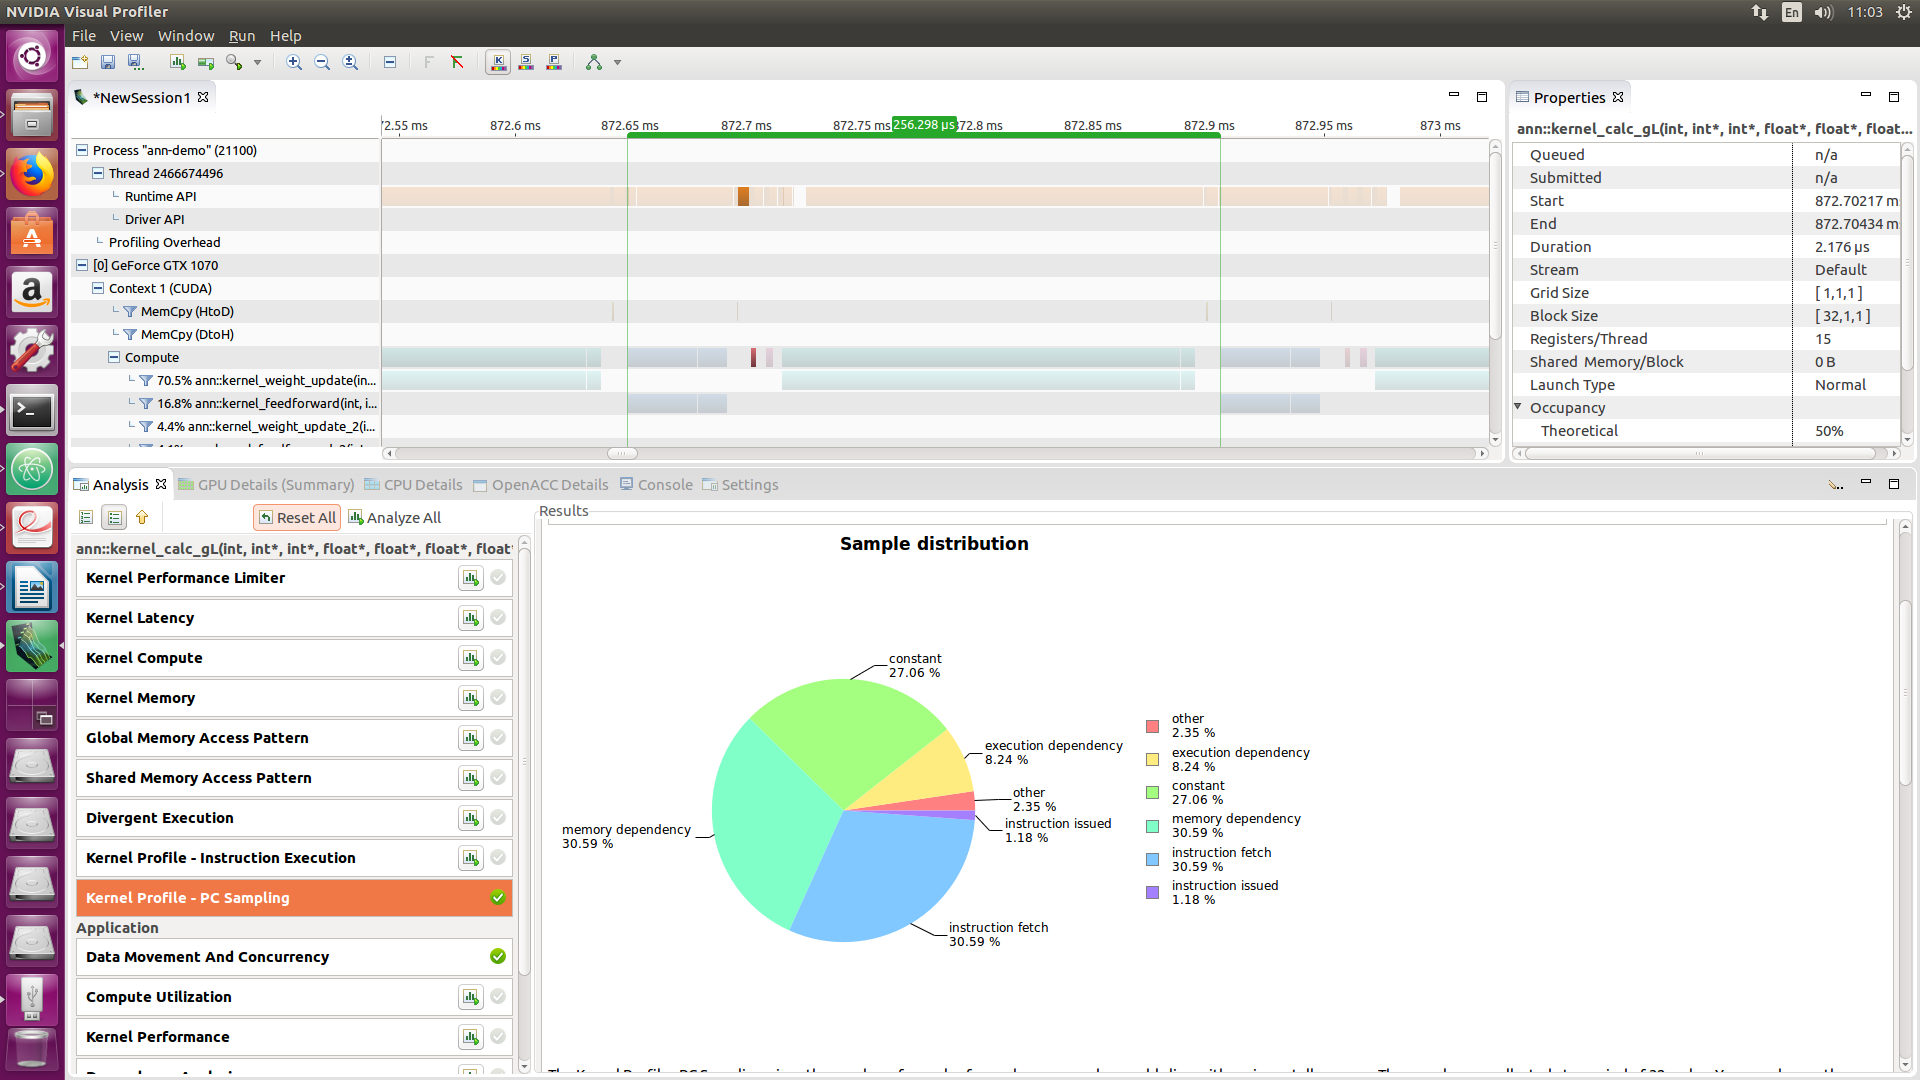 NVIDIA Visual Profiler
En
11:03
File View Window Run Help
*NewSession1
Properties
872.6 ms 872.65 ms 872.7 ms 872.75 ms 256.298 µs 872.85 ms 872.9 ms 872.95 ms 873 ms
Process "ann-demo" (21100)
Thread 2466674496
Runtime API
Driver API
Profiling Overhead
[0] GeForce GTX 1070
Context 1 (CUDA)
MemCpy (HtoD)
MemCpy (DtoH)
Compute
70.5% ann::kernel_weight_update(in...
16.8% ann::kernel_feedforward(int, i...
4.4% ann::kernel_weight_update_2(i...
ann::kernel_calc_gL(int, int*, int*, float*, float*, float...
Queued n/a
Submitted n/a
Start 872.70217 m
End 872.70434 m
Duration 2.176 µs
Stream Default
Grid Size [ 1,1,1 ]
Block Size [ 32,1,1 ]
Registers/Thread 15
Shared Memory/Block 0 B
Launch Type Normal
Occupancy
Theoretical 50%
Analysis GPU Details (Summary) CPU Details OpenACC Details Console Settings
Reset All Analyze All
Results
ann::kernel_calc_gL(int, int*, int*, float*, float*, float*, float*
Kernel Performance Limiter
Kernel Latency
Kernel Compute
Kernel Memory
Global Memory Access Pattern
Shared Memory Access Pattern
Divergent Execution
Kernel Profile - Instruction Execution
Kernel Profile - PC Sampling
Application
Data Movement And Concurrency
Compute Utilization
Kernel Performance
Sample distribution
constant
27.06 %
execution dependency
8.24 %
other
2.35 %
instruction issued
1.18 %
memory dependency
30.59 %
instruction fetch
30.59 %
other
2.35 %
execution dependency
8.24 %
constant
27.06 %
memory dependency
30.59 %
instruction fetch
30.59 %
instruction issued
1.18 %